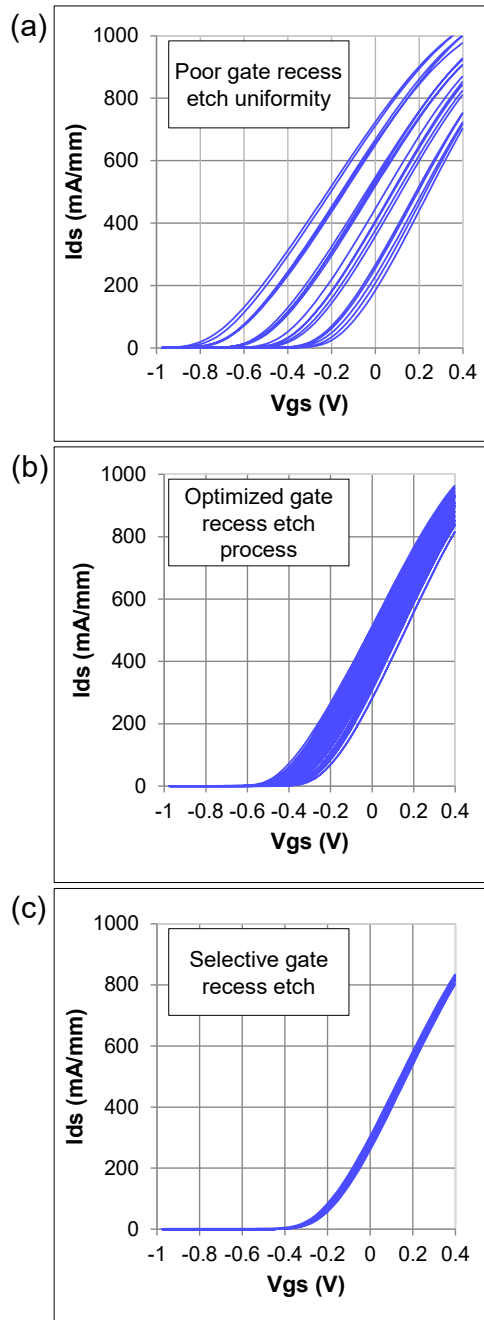 (a)
Poor gate recess
etch uniformity
1000
800
600
400
200
0
Ids (mA/mm)
-1 -0.8 -0.6 -0.4 -0.2 0 0.2 0.4
Vgs (V)
(b)
Optimized gate
recess etch
process
1000
800
600
400
200
0
Ids (mA/mm)
-1 -0.8 -0.6 -0.4 -0.2 0 0.2 0.4
Vgs (V)
(c)
Selective gate
recess etch
1000
800
600
400
200
0
Ids (mA/mm)
-1 -0.8 -0.6 -0.4 -0.2 0 0.2 0.4
Vgs (V)